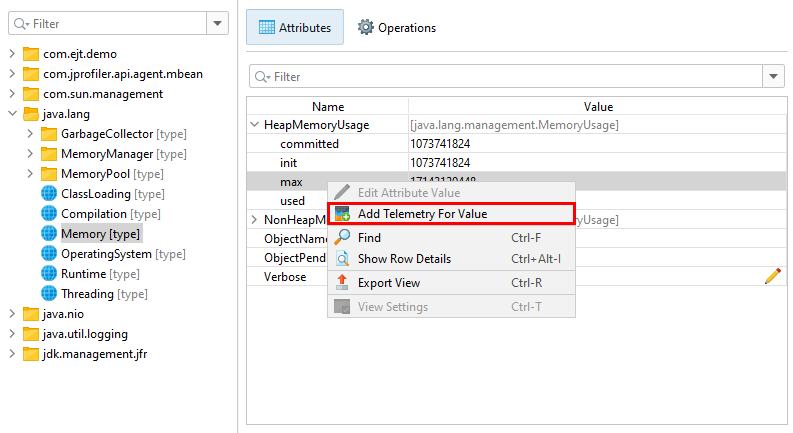 Filter
com.ejt.demo
com.jprofiler.api.agent.mbean
com.sun.management
java.lang
GarbageCollector [type]
MemoryManager [type]
MemoryPool [type]
ClassLoading [type]
Compilation [type]
Memory [type]
OperatingSystem [type]
Runtime [type]
Threading [type]
java.nio
java.util.logging
jdk.management.jfr
Attributes Operations
Filter
Name Value
HeapMemoryUsage [java.lang.management.MemoryUsage]
committed 1073741824
init 1073741824
max
used
NonHeapM yUsage]
ObjectName
ObjectPend
Verbose
Edit Attribute Value
Add Telemetry For Value
Find Ctrl-F
Show Row Details Ctrl+Alt-I
Export View Ctrl-R
View Settings Ctrl-T